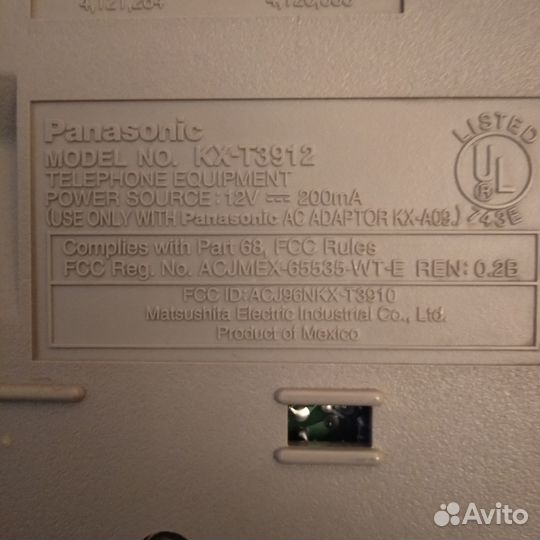 Panasonic
MODEL NO. KX-T3912
TELEPHONE EQUIPMENT
POWER SOURCE : 12V ⎓ 200mA
(USE ONLY WITH Panasonic AC ADAPTOR KX-A09.)
LISTED
UL
®
743E
Complies with Part 68, FCC Rules
FCC Reg. No. ACJMEX-65535-WT-E REN: 0.2B
FCC ID: ACJ96NKX-T3910
Matsushita Electric Industrial Co., Ltd.
Product of Mexico
Avito